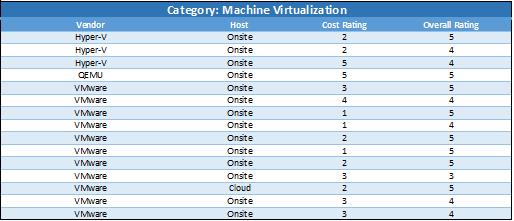 Category: Machine Virtualization
Vendor Host Cost Rating Overall Rating
Hyper-V Onsite 2 5
Hyper-V Onsite 2 4
Hyper-V Onsite 5 4
QEMU Onsite 5 5
VMware Onsite 3 5
VMware Onsite 4 4
VMware Onsite 1 5
VMware Onsite 1 4
VMware Onsite 2 5
VMware Onsite 1 5
VMware Onsite 2 5
VMware Onsite 3 3
VMware Cloud 2 5
VMware Onsite 3 4
VMware Onsite 3 4